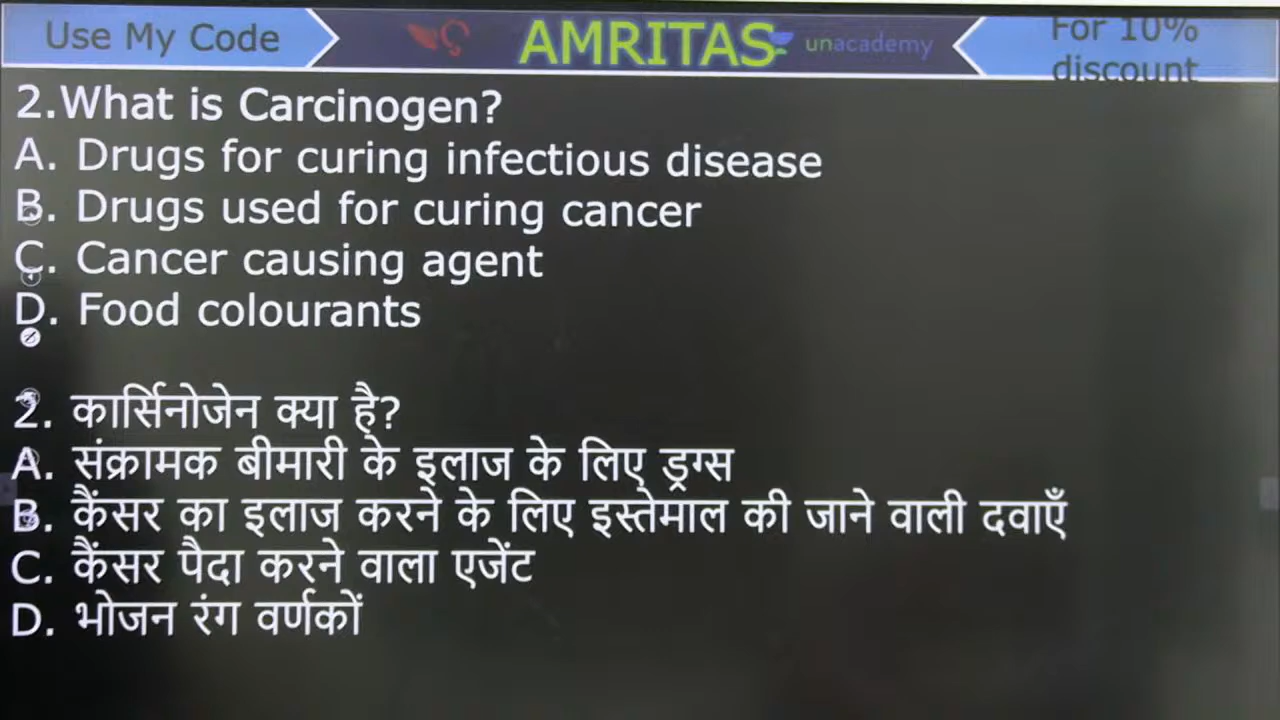 Use My Code
AMRITAS
unacademy
For 10%
discount
2.What is Carcinogen?
A. Drugs for curing infectious disease
B. Drugs used for curing cancer
C. Cancer causing agent
D. Food colourants
2. कार्सिनोजेन क्या है?
A. संक्रामक बीमारी के इलाज के लिए ड्रग्स
B. कैंसर का इलाज करने के लिए इस्तेमाल की जाने वाली दवाएँ
C. कैंसर पैदा करने वाला एजेंट
D. भोजन रंग वर्णकों